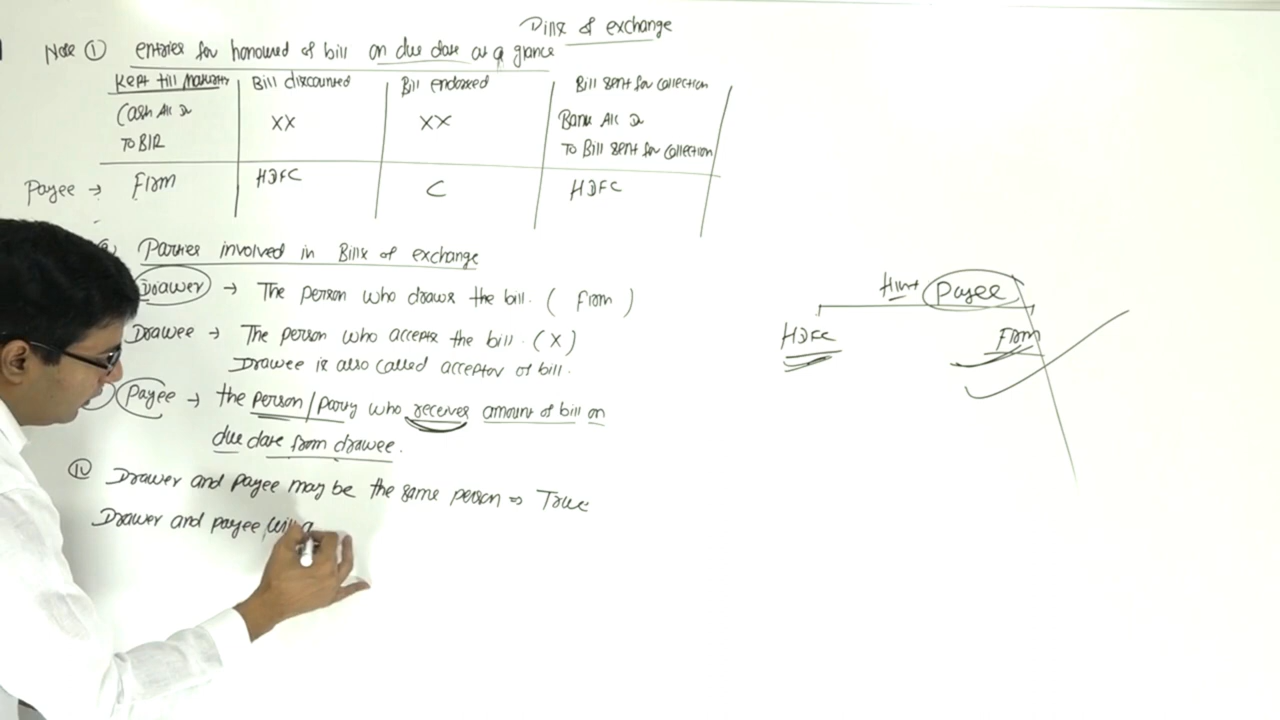 Bills of exchange
Note ① entries for honoured of bill on due date at a glance
Kept till maturity | Bill discounted | Bill endorsed | Bill sent for collection
Cash A/c Dr | XX | XX | Bank A/c Dr
To B/R | To Bill sent for collection
Payee → Firm | HDFC | C | HDFC
Parties involved in Bills of exchange
Drawer → The person who draws the bill. ( Firm )
Hint Payee
Drawee → The person who accepts the bill. (X)
HDFC Firm
Drawee is also called acceptor of bill.
Payee → the person/party who receives amount of bill on
due date from drawee.
iv Drawer and payee may be the same person ⇒ True
Drawer and payee will